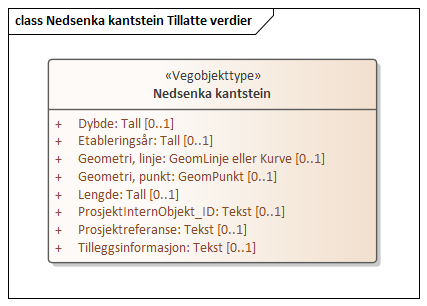 class Nedsenka kantstein Tillatte verdier
«Vegobjekttype»
Nedsenka kantstein
+ Dybde: Tall [0..1]
+ Etableringsår: Tall [0..1]
+ Geometri, linje: GeomLinje eller Kurve [0..1]
+ Geometri, punkt: GeomPunkt [0..1]
+ Lengde: Tall [0..1]
+ ProsjektInternObjekt_ID: Tekst [0..1]
+ Prosjektreferanse: Tekst [0..1]
+ Tilleggsinformasjon: Tekst [0..1]